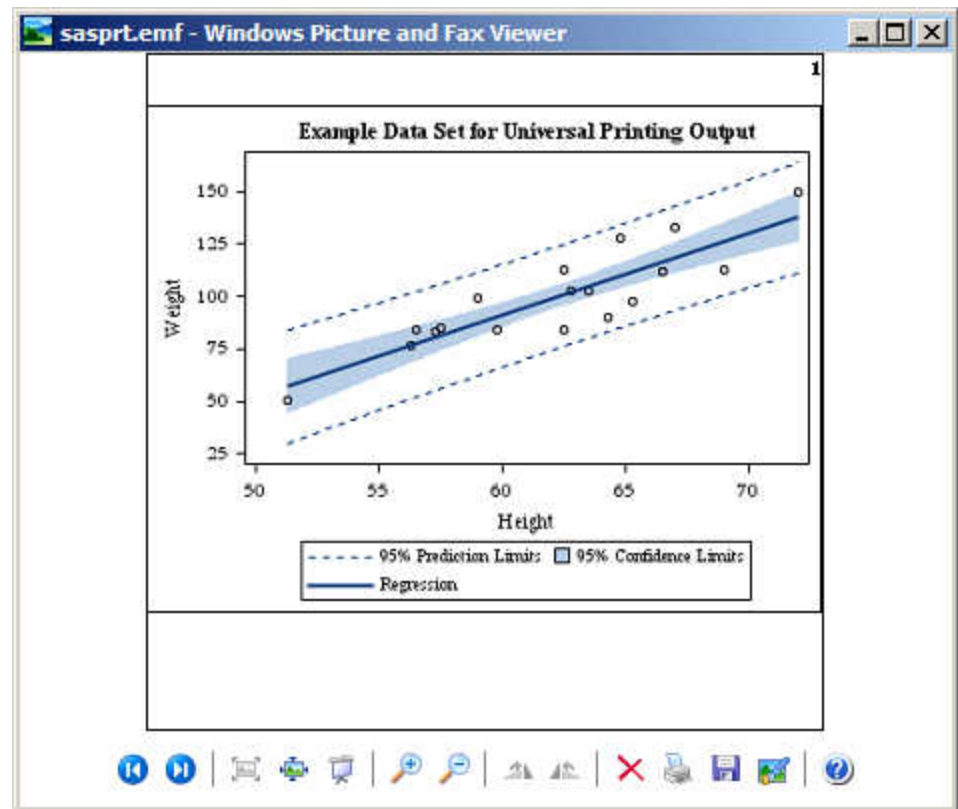 sasprt.emf - Windows Picture and Fax Viewer
1
Example Data Set for Universal Printing Output
150
125
100
75
50
25
Weight
50 55 60 65 70
Height
95% Prediction Limits 95% Confidence Limits
Regression